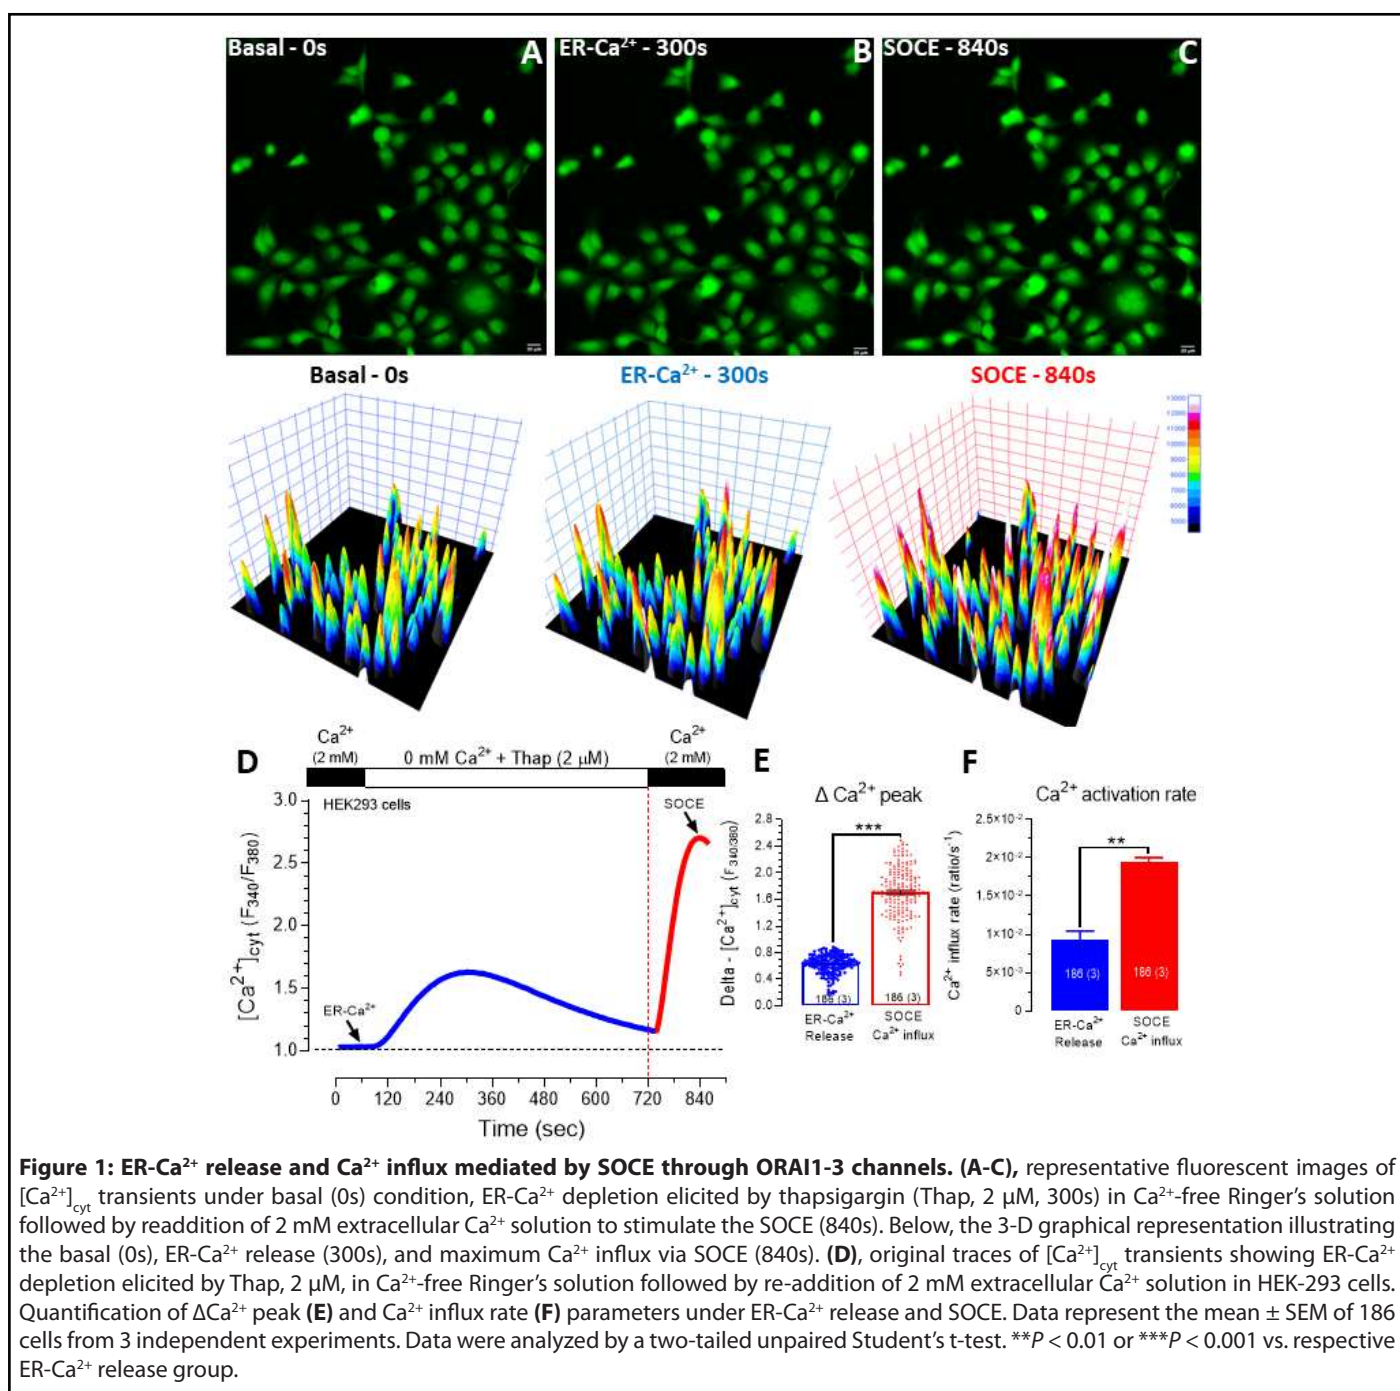 Basal - 0s A
ER-Ca²⁺ - 300s B
SOCE - 840s C
Basal - 0s
ER-Ca²⁺ - 300s
SOCE - 840s
13000
12000
11000
10000
9000
8000
7000
6000
5000
D
Ca²⁺
(2 mM)
0 mM Ca²⁺ + Thap (2 μM)
Ca²⁺
(2 mM)
HEK293 cells
SOCE
ER-Ca²⁺
[Ca²⁺]cyt (F340/F380)
3.0
2.5
2.0
1.5
1.0
0 120 240 360 480 600 720 840
Time (sec)
E
Δ Ca²⁺ peak
***
Delta - [Ca²⁺]cyt (F340/380)
2.8
2.4
2.0
1.6
1.2
0.8
0.4
0.0
186 (3)
186 (3)
ER-Ca²⁺
Release
SOCE
Ca²⁺ influx
F
Ca²⁺ activation rate
**
Ca²⁺ influx rate (ratio/s⁻¹)
2.5×10⁻²
2×10⁻²
1.5×10⁻²
1×10⁻²
5×10⁻³
0
186 (3)
186 (3)
ER-Ca²⁺
Release
SOCE
Ca²⁺ influx
Figure 1: ER-Ca²⁺ release and Ca²⁺ influx mediated by SOCE through ORAI1-3 channels. (A-C), representative fluorescent images of
[Ca²⁺]cyt transients under basal (0s) condition, ER-Ca²⁺ depletion elicited by thapsigargin (Thap, 2 μM, 300s) in Ca²⁺-free Ringer's solution
followed by readdition of 2 mM extracellular Ca²⁺ solution to stimulate the SOCE (840s). Below, the 3-D graphical representation illustrating
the basal (0s), ER-Ca²⁺ release (300s), and maximum Ca²⁺ influx via SOCE (840s). (D), original traces of [Ca²⁺]cyt transients showing ER-Ca²⁺
depletion elicited by Thap, 2 μM, in Ca²⁺-free Ringer's solution followed by re-addition of 2 mM extracellular Ca²⁺ solution in HEK-293 cells.
Quantification of ΔCa²⁺ peak (E) and Ca²⁺ influx rate (F) parameters under ER-Ca²⁺ release and SOCE. Data represent the mean ± SEM of 186
cells from 3 independent experiments. Data were analyzed by a two-tailed unpaired Student's t-test. **P < 0.01 or ***P < 0.001 vs. respective
ER-Ca²⁺ release group.